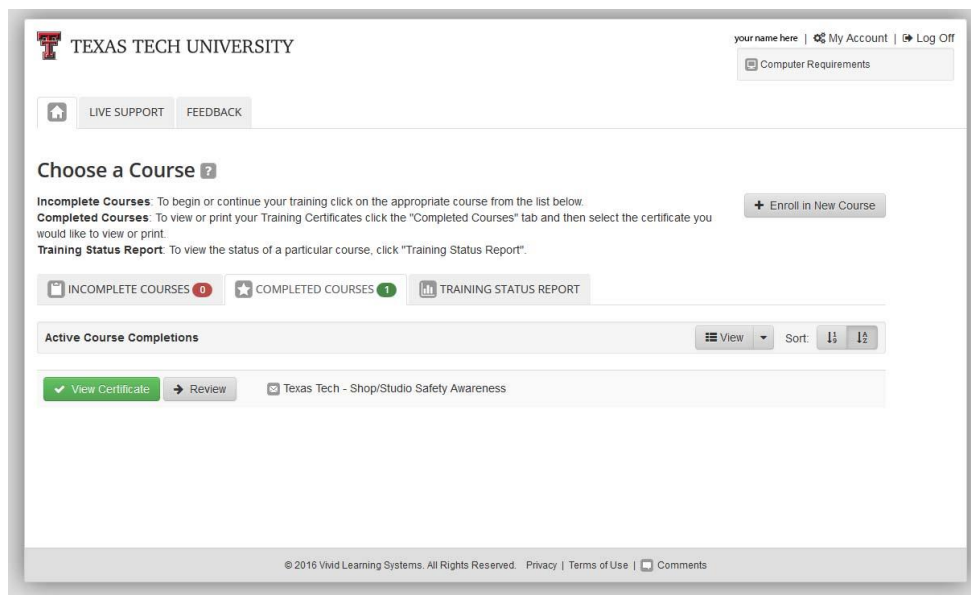 TEXAS TECH UNIVERSITY
your name here | My Account | Log Off
Computer Requirements
LIVE SUPPORT FEEDBACK
Choose a Course ?
Incomplete Courses: To begin or continue your training click on the appropriate course from the list below.
Completed Courses: To view or print your Training Certificates click the "Completed Courses" tab and then select the certificate you
would like to view or print.
Training Status Report: To view the status of a particular course, click "Training Status Report".
+ Enroll in New Course
INCOMPLETE COURSES 0 COMPLETED COURSES 1 TRAINING STATUS REPORT
Active Course Completions View Sort:
View Certificate Review Texas Tech - Shop/Studio Safety Awareness
© 2016 Vivid Learning Systems. All Rights Reserved. Privacy | Terms of Use | Comments